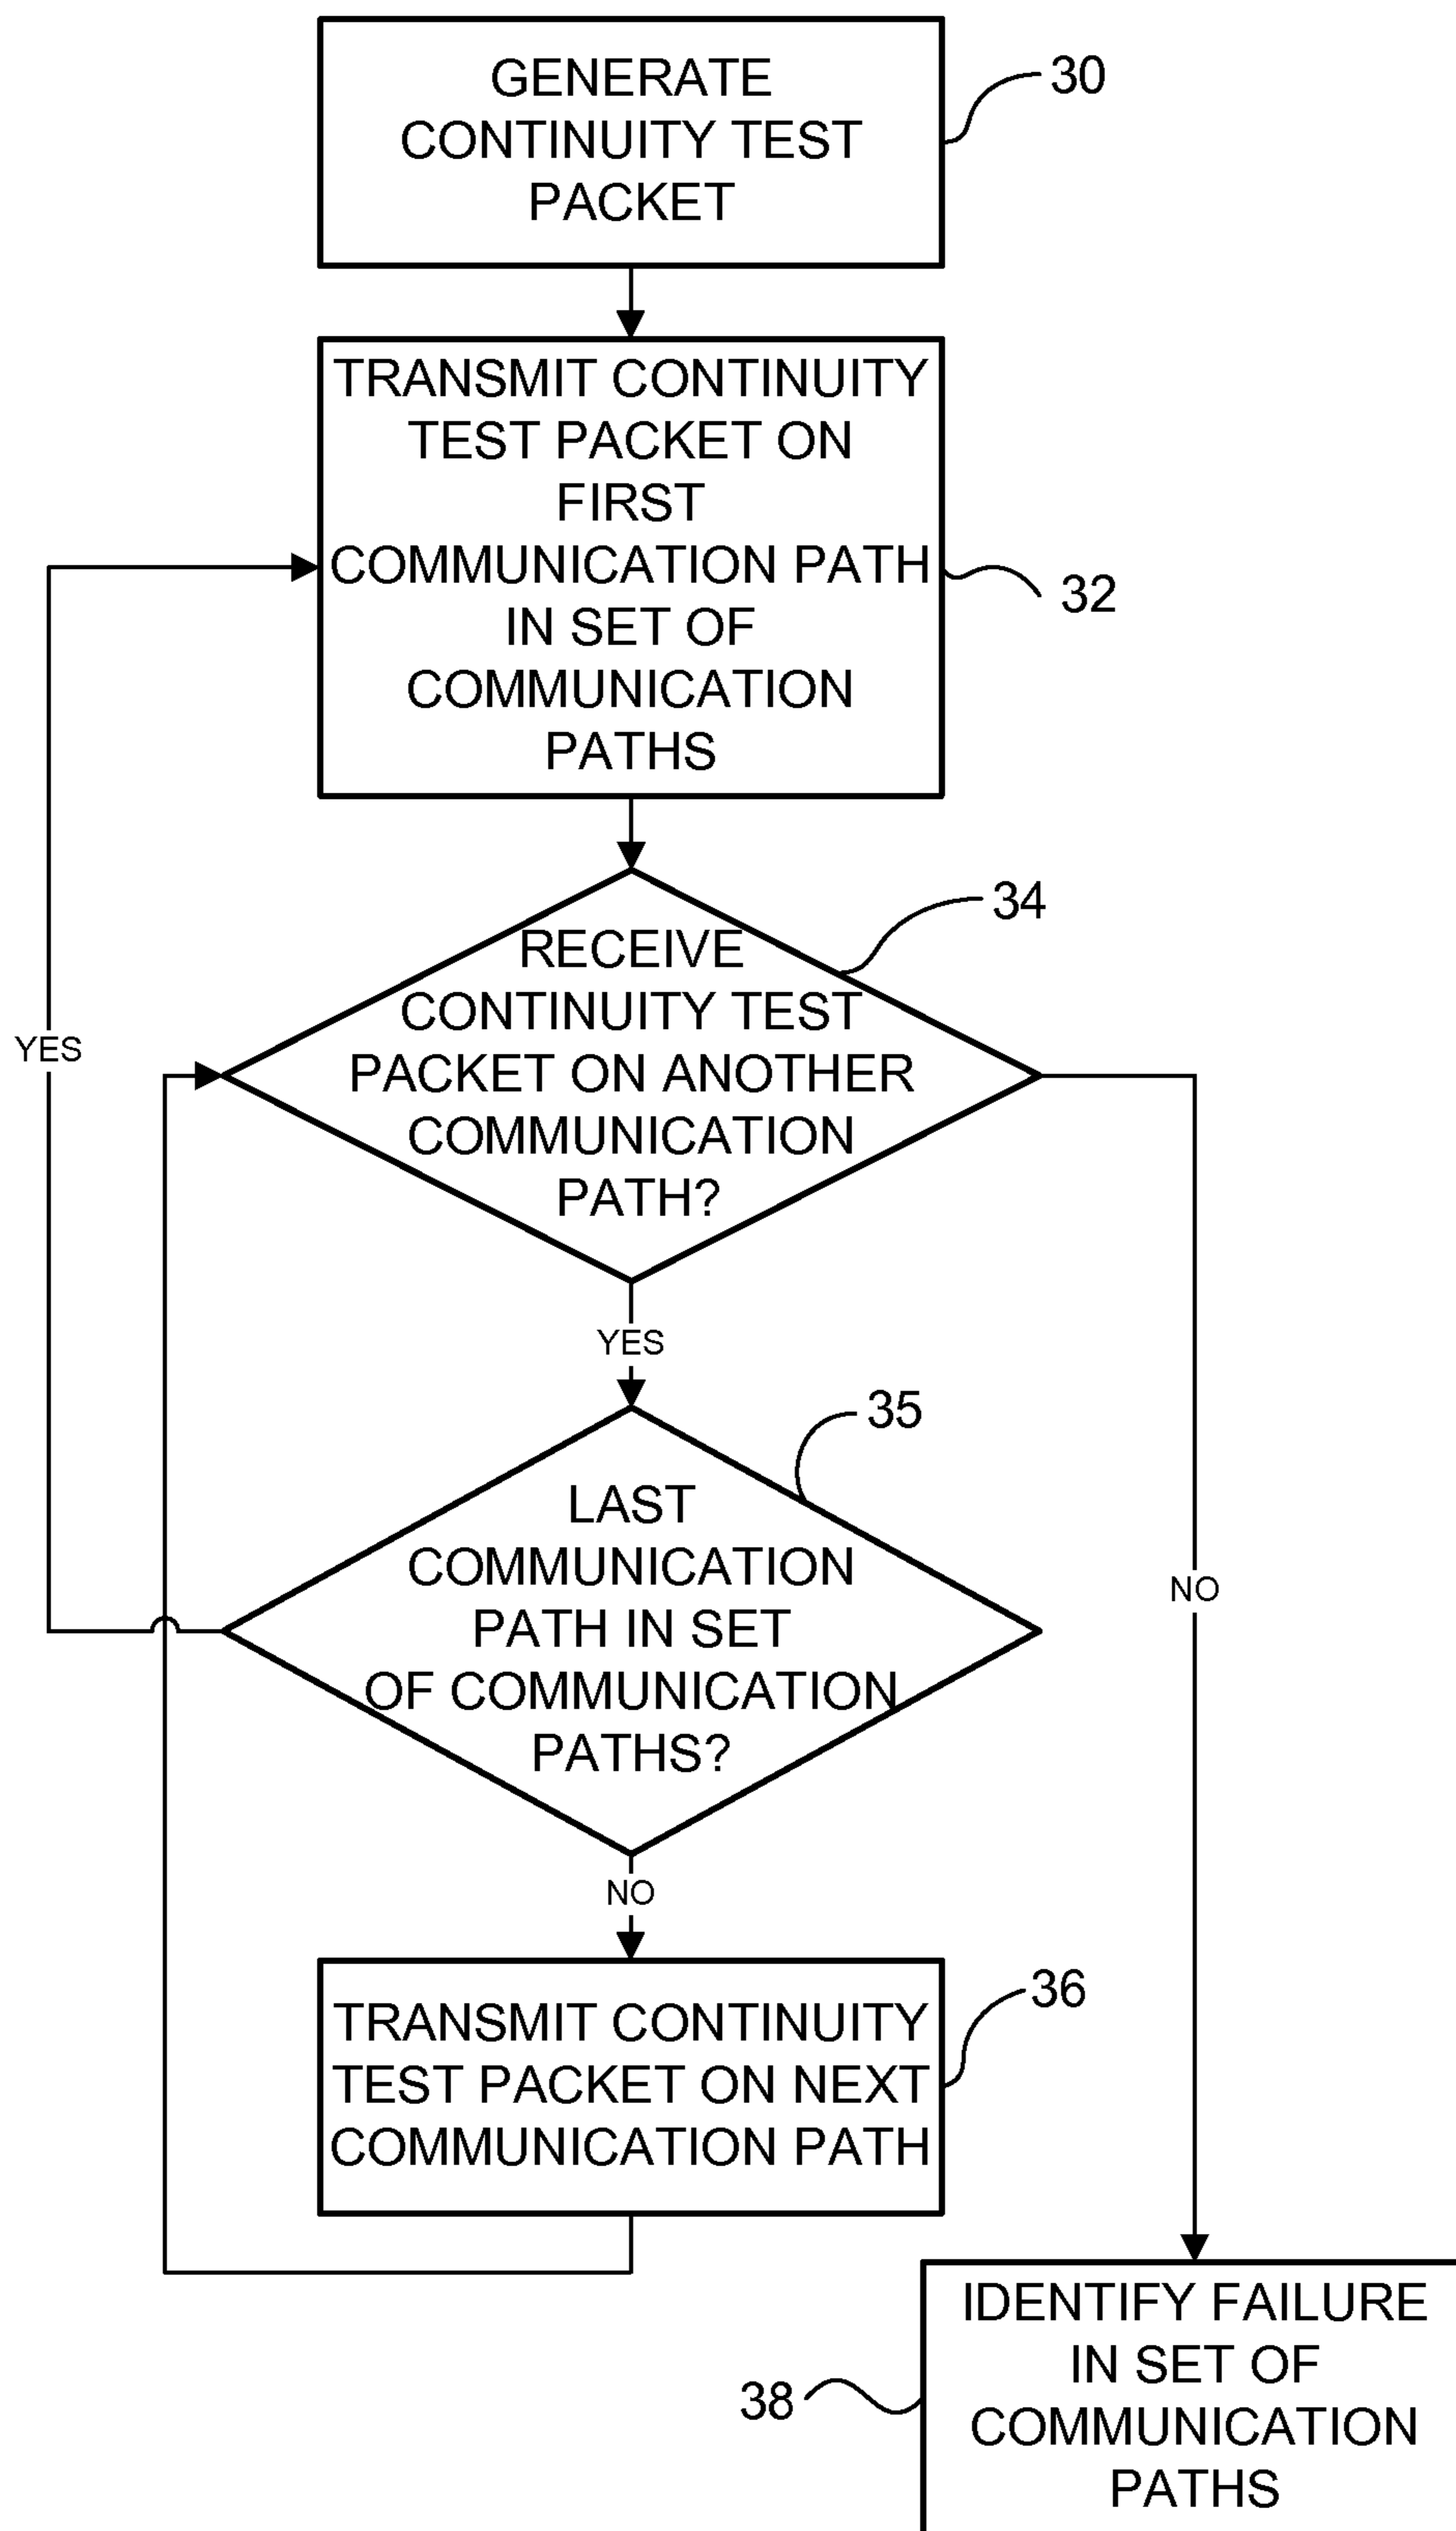 GENERATE
CONTINUITY TEST
PACKET
30
TRANSMIT CONTINUITY
TEST PACKET ON
FIRST
COMMUNICATION PATH
IN SET OF
COMMUNICATION
PATHS
32
RECEIVE
CONTINUITY TEST
PACKET ON ANOTHER
COMMUNICATION
PATH?
34
YES
YES
LAST
COMMUNICATION
PATH IN SET
OF COMMUNICATION
PATHS?
35
NO
NO
TRANSMIT CONTINUITY
TEST PACKET ON NEXT
COMMUNICATION PATH
36
IDENTIFY FAILURE
IN SET OF
COMMUNICATION
PATHS
38